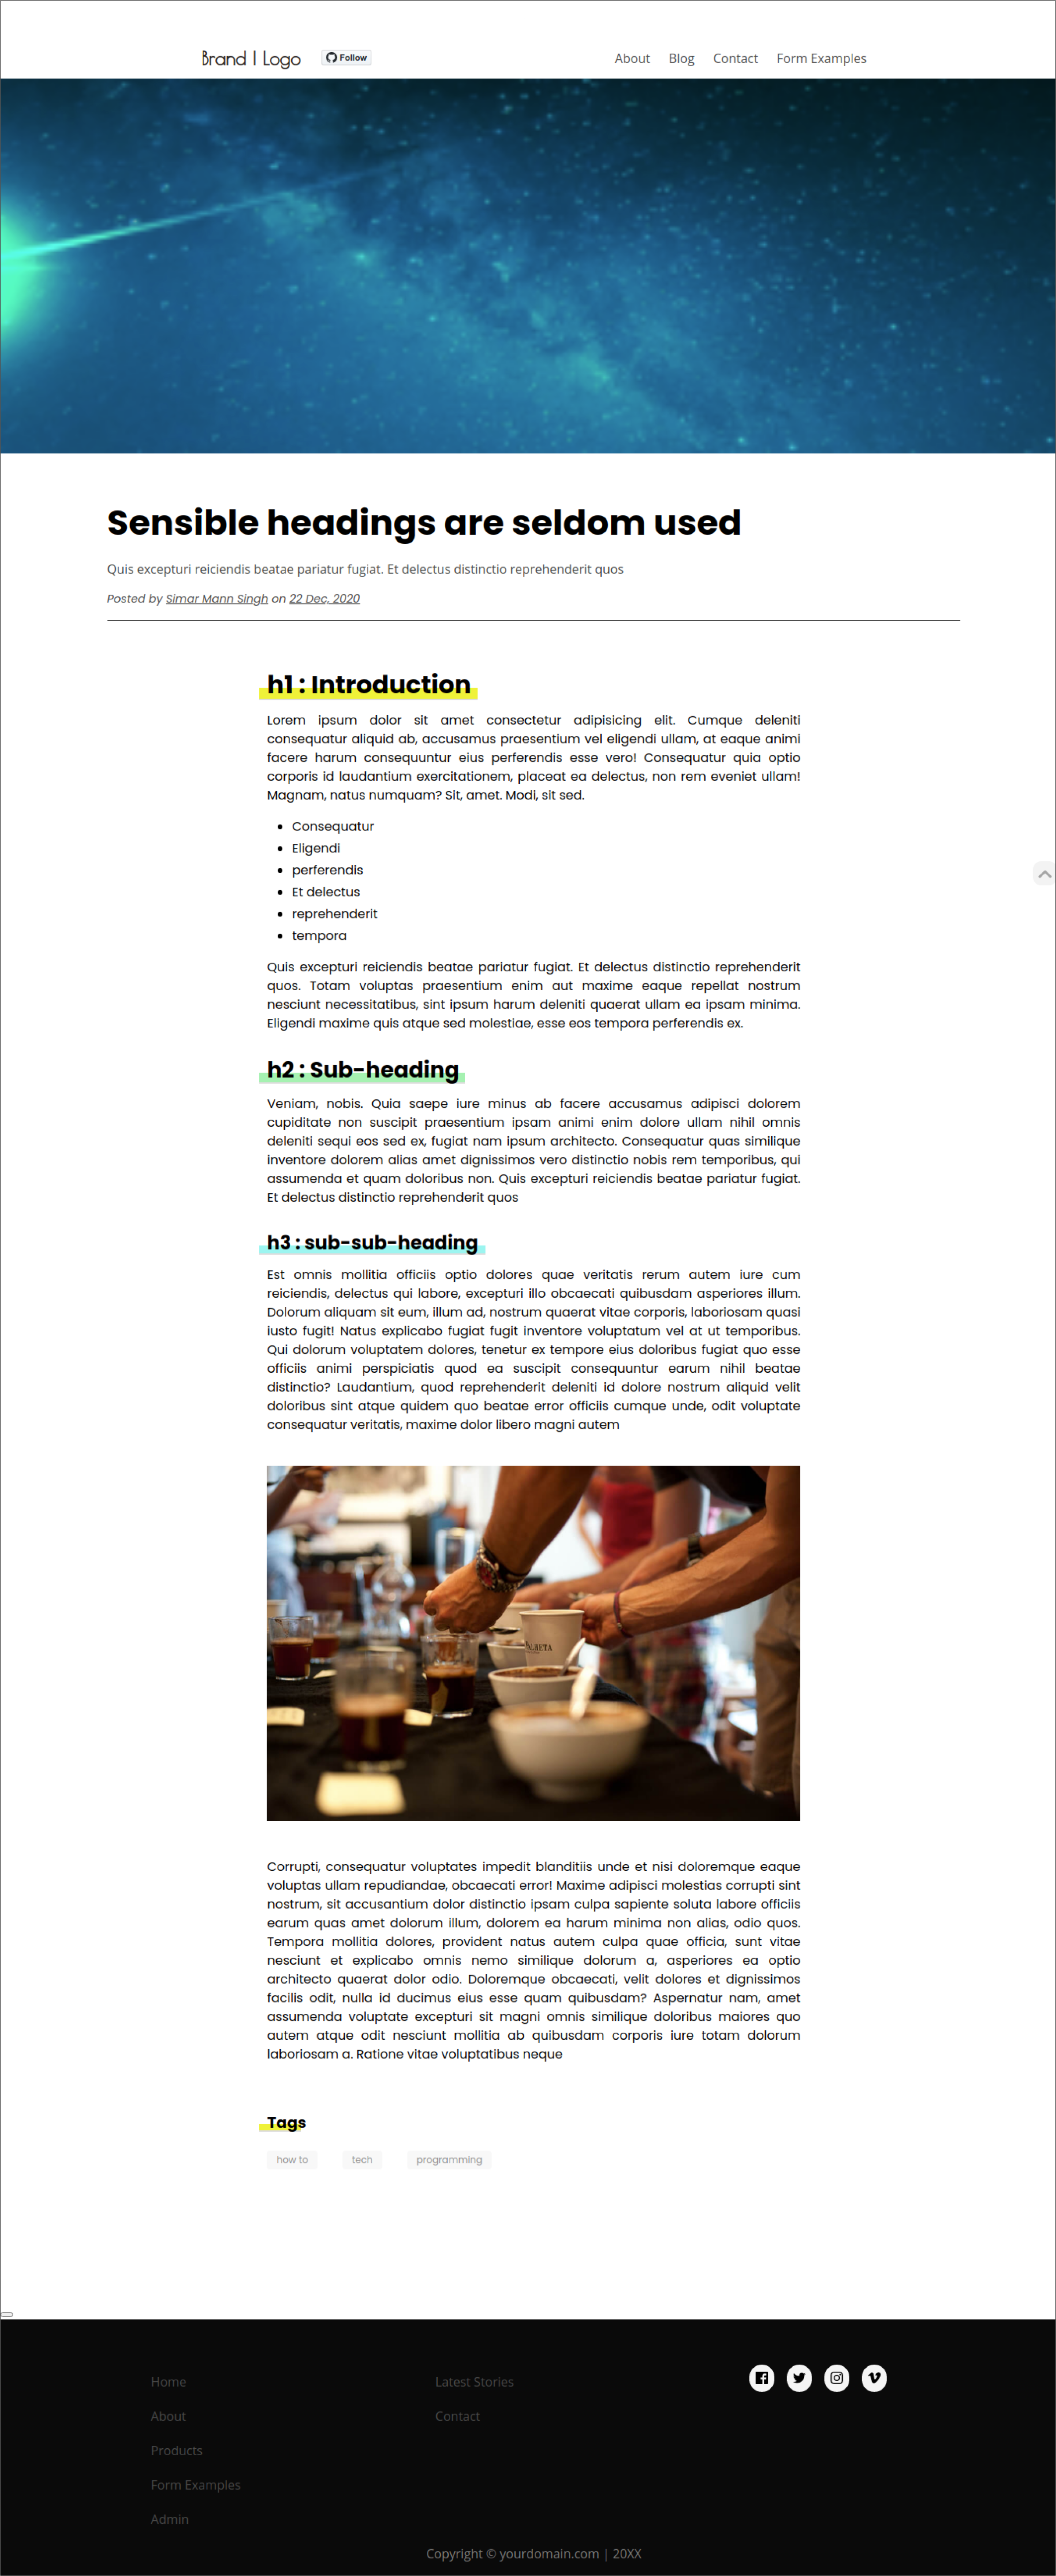 Brand | Logo
Follow
About Blog Contact Form Examples
Sensible headings are seldom used
Quis excepturi reiciendis beatae pariatur fugiat. Et delectus distinctio reprehenderit quos
Posted by Simar Mann Singh on 22 Dec, 2020
h1 : Introduction
Lorem ipsum dolor sit amet consectetur adipisicing elit. Cumque deleniti
consequatur aliquid ab, accusamus praesentium vel eligendi ullam, at eaque animi
facere harum consequuntur eius perferendis esse vero! Consequatur quia optio
corporis id laudantium exercitationem, placeat ea delectus, non rem eveniet ullam!
Magnam, natus numquam? Sit, amet. Modi, sit sed.
Consequatur
Eligendi
perferendis
Et delectus
reprehenderit
tempora
Quis excepturi reiciendis beatae pariatur fugiat. Et delectus distinctio reprehenderit
quos. Totam voluptas praesentium enim aut maxime eaque repellat nostrum
nesciunt necessitatibus, sint ipsum harum deleniti quaerat ullam ea ipsam minima.
Eligendi maxime quis atque sed molestiae, esse eos tempora perferendis ex.
h2 : Sub-heading
Veniam, nobis. Quia saepe iure minus ab facere accusamus adipisci dolorem
cupiditate non suscipit praesentium ipsam animi enim dolore ullam nihil omnis
deleniti sequi eos sed ex, fugiat nam ipsum architecto. Consequatur quas similique
inventore dolorem alias amet dignissimos vero distinctio nobis rem temporibus, qui
assumenda et quam doloribus non. Quis excepturi reiciendis beatae pariatur fugiat.
Et delectus distinctio reprehenderit quos
h3 : sub-sub-heading
Est omnis mollitia officiis optio dolores quae veritatis rerum autem iure cum
reiciendis, delectus qui labore, excepturi illo obcaecati quibusdam asperiores illum.
Dolorum aliquam sit eum, illum ad, nostrum quaerat vitae corporis, laboriosam quasi
iusto fugit! Natus explicabo fugiat fugit inventore voluptatum vel at ut temporibus.
Qui dolorum voluptatem dolores, tenetur ex tempore eius doloribus fugiat quo esse
officiis animi perspiciatis quod ea suscipit consequuntur earum nihil beatae
distinctio? Laudantium, quod reprehenderit deleniti id dolore nostrum aliquid velit
doloribus sint atque quidem quo beatae error officiis cumque unde, odit voluptate
consequatur veritatis, maxime dolor libero magni autem
Corrupti, consequatur voluptates impedit blanditiis unde et nisi doloremque eaque
voluptas ullam repudiandae, obcaecati error! Maxime adipisci molestias corrupti sint
nostrum, sit accusantium dolor distinctio ipsam culpa sapiente soluta labore officiis
earum quas amet dolorum illum, dolorem ea harum minima non alias, odio quos.
Tempora mollitia dolores, provident natus autem culpa quae officia, sunt vitae
nesciunt et explicabo omnis nemo similique dolorum a, asperiores ea optio
architecto quaerat dolor odio. Doloremque obcaecati, velit dolores et dignissimos
facilis odit, nulla id ducimus eius esse quam quibusdam? Aspernatur nam, amet
assumenda voluptate excepturi sit magni omnis similique doloribus maiores quo
autem atque odit nesciunt mollitia ab quibusdam corporis iure totam dolorum
laboriosam a. Ratione vitae voluptatibus neque
Tags
how to tech programming
Home
About
Products
Form Examples
Admin
Latest Stories
Contact
Copyright © yourdomain.com | 20XX